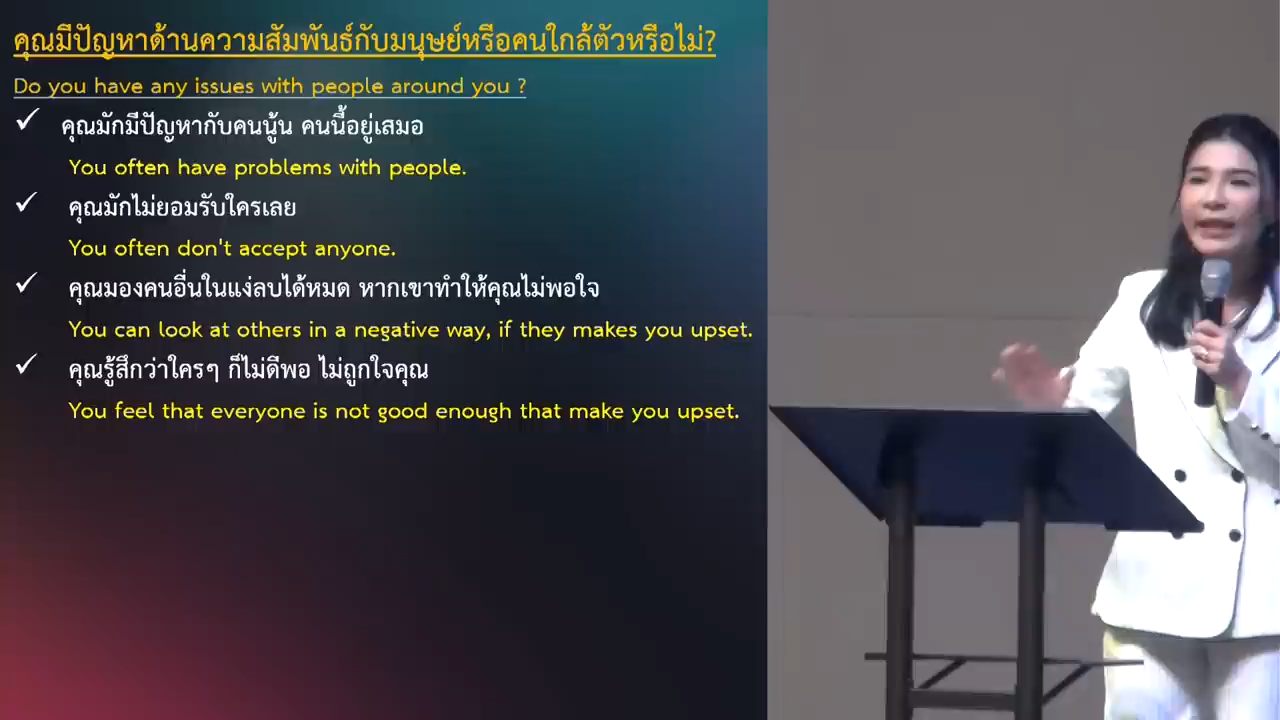 คุณมีปัญหาด้านความสัมพันธ์กับมนุษย์หรือคนใกล้ตัวหรือไม่?
Do you have any issues with people around you ?
✓ คุณมักมีปัญหากับคนนู้น คนนี้อยู่เสมอ
You often have problems with people.
✓ คุณมักไม่ยอมรับใครเลย
You often don't accept anyone.
✓ คุณมองคนอื่นในแง่ลบได้หมด หากเขาทำให้คุณไม่พอใจ
You can look at others in a negative way, if they makes you upset.
✓ คุณรู้สึกว่าใครๆ ก็ไม่ดีพอ ไม่ถูกใจคุณ
You feel that everyone is not good enough that make you upset.